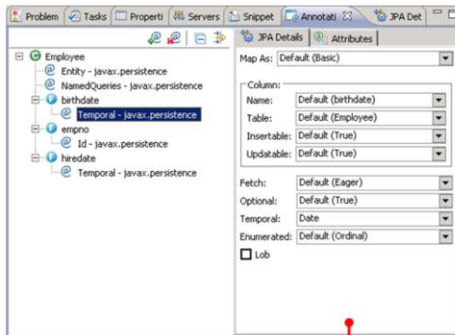 Problem Tasks Properti Servers Snippet Annotati JPA Det
Employee
Entity - javax.persistence
NamedQueries - javax.persistence
birthdate
Temporal - javax.persistence
empno
Id - javax.persistence
hiredate
Temporal - javax.persistence
JPA Details Attributes
Map As: Default (Basic)
Column:
Name: Default (birthdate)
Table: Default (Employee)
Insertable: Default (True)
Updatable: Default (True)
Fetch: Default (Eager)
Optional: Default (True)
Temporal: Date
Enumerated: Default (Ordinal)
Lob